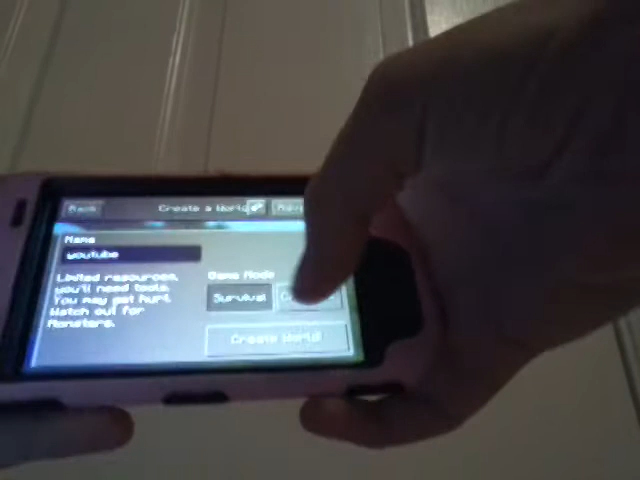 Back
Create a World
Name
youtube
Limited resources,
you'll need tools.
You may get hurt.
Watch out for
Monsters.
Game Mode
Survival
Create World!